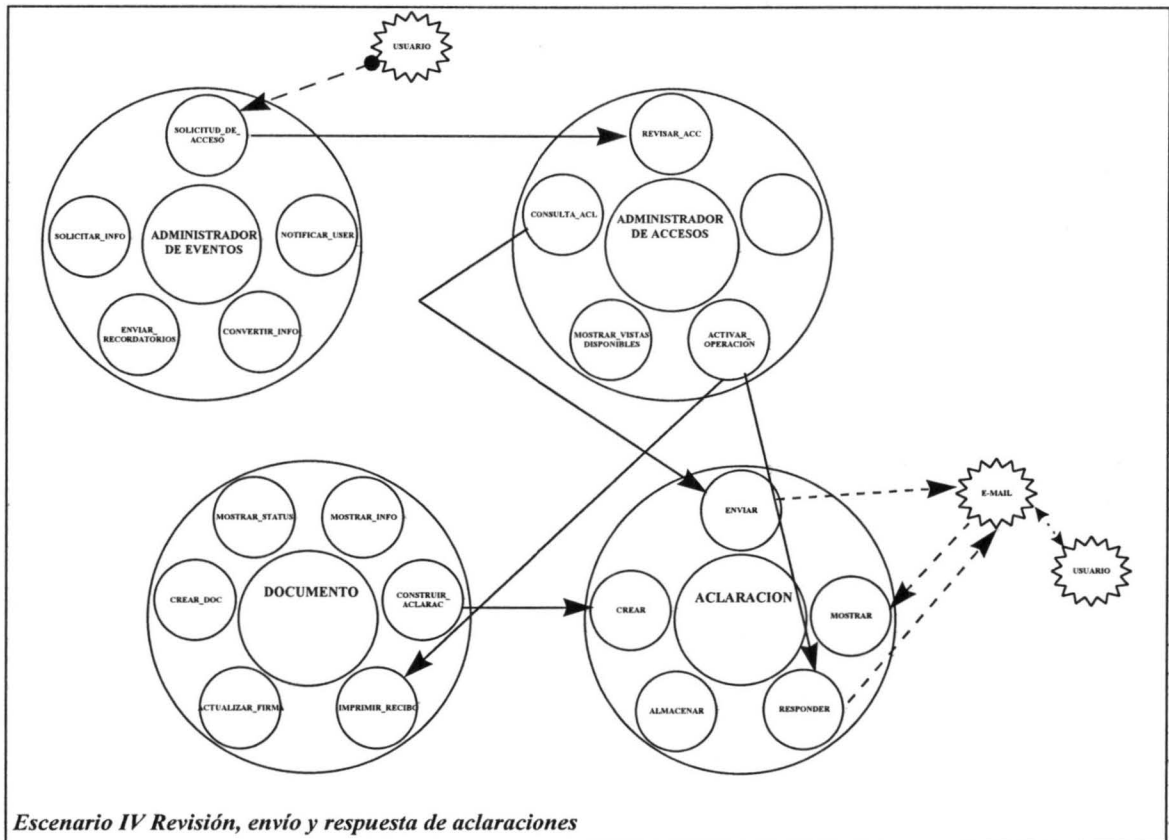 USUARIO
SOLICITUD_DE_
ACCESO
SOLICITAR_INFO
ADMINISTRADOR
DE EVENTOS
NOTIFICAR_USER
ENVIAR_
RECORDATORIOS
CONVERTIR_INFO
REVISAR_ACC
CONSULTA_ACL
ADMINISTRADOR
DE ACCESOS
MOSTRAR_VISTAS
DISPONIBLES
ACTIVAR_
OPERACIÓN
MOSTRAR_STATUS
MOSTRAR_INFO
CREAR_DOC
DOCUMENTO
CONSTRUIR_
ACLARAC
ACTUALIZAR_FIRMA
IMPRIMIR_RECIBO
ENVIAR
CREAR
ACLARACION
MOSTRAR
ALMACENAR
RESPONDER
E-MAIL
USUARIO
Escenario IV Revisión, envío y respuesta de aclaraciones